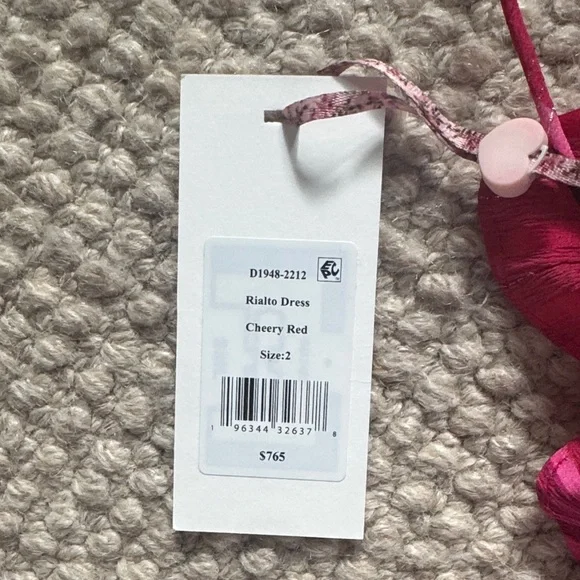 D1948-2212
Rialto Dress
Cheery Red
Size:2
1 96344 32637 8
$765